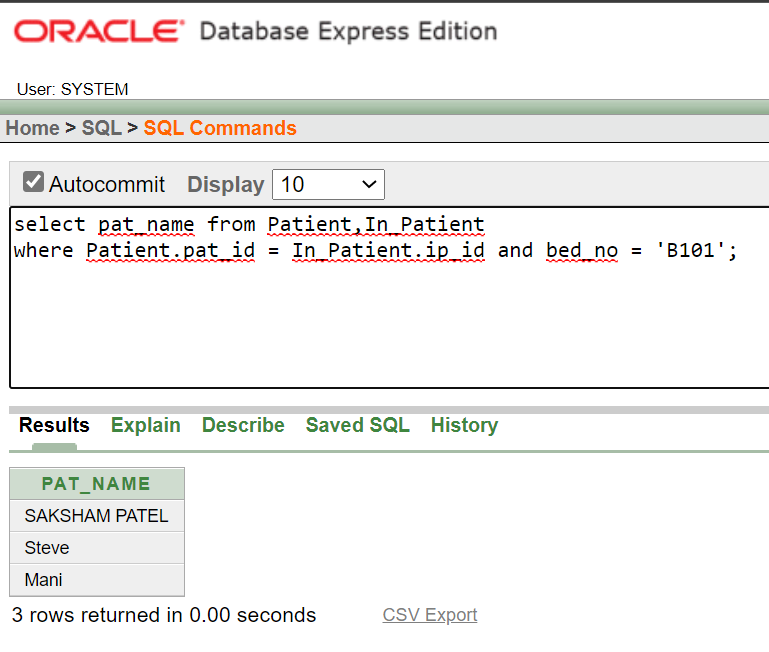 ORACLE® Database Express Edition
User: SYSTEM
Home > SQL > SQL Commands
Autocommit Display 10
select pat_name from Patient,In_Patient
where Patient.pat_id = In_Patient.ip_id and bed_no = 'B101';
Results Explain Describe Saved SQL History
PAT_NAME
SAKSHAM PATEL
Steve
Mani
3 rows returned in 0.00 seconds CSV Export